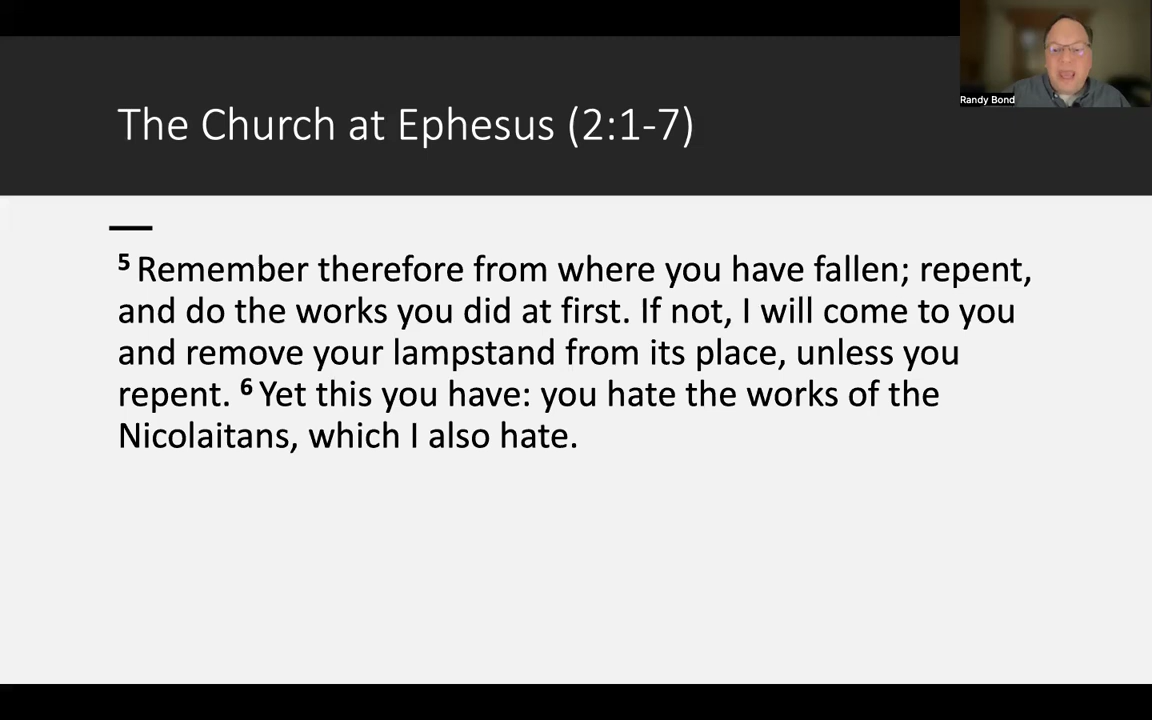 Randy Bond
The Church at Ephesus (2:1-7)
5 Remember therefore from where you have fallen; repent,
and do the works you did at first. If not, I will come to you
and remove your lampstand from its place, unless you
repent. 6 Yet this you have: you hate the works of the
Nicolaitans, which I also hate.